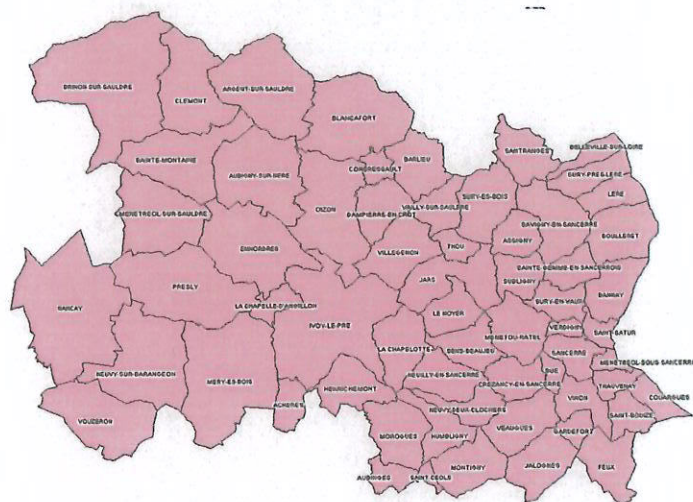 BRINON-SUR-SAULDRE
CLEMONT
ARGENT-SUR-SAULDRE
BLANCAFORT
SAINTE-MONTAINE
AUBIGNY-SUR-NERE
CONCRESSAULT
BARLIEU
SANTRANGES
BELLEVILLE-SUR-LOIRE
SURY-PRES-LERE
LERE
MENETREOL-SUR-SAULDRE
OIZON
DAMPIERRE-EN-CROT
VAILLY-SUR-SAULDRE
SURY-ES-BOIS
SAVIGNY-EN-SANCERRE
BOULLERET
ENNORDRES
VILLEGENON
THOU
ASSIGNY
SAINTE-GEMME-EN-SANCERROIS
SUBLIGNY
JARS
BANNAY
SURY-EN-VAUX
PRESLY
LA CHAPELLE-D'ANGILLON
NANCAY
IVOY-LE-PRE
LE NOYER
VERDIGNY
SAINT-SATUR
MENETOU-RATEL
LA CHAPELOTTE
SENS-BEAUJEU
SANCERRE
MENETREOL-SOUS-SANCERRE
BUE
NEUVY-SUR-BARANGEON
MERY-ES-BOIS
HENRICHEMONT
NEUILLY-EN-SANCERRE
CREZANCY-EN-SANCERRE
THAUVENAY
COUARGUES
VINON
ACHERES
NEUVY-DEUX-CLOCHERS
SAINT-BOUIZE
VOUZERON
VEAUGUES
GARDEFORT
MOROGUES
HUMBLIGNY
MONTIGNY
JALOGNES
FEUX
AUBINGES
SAINT-CEOLS